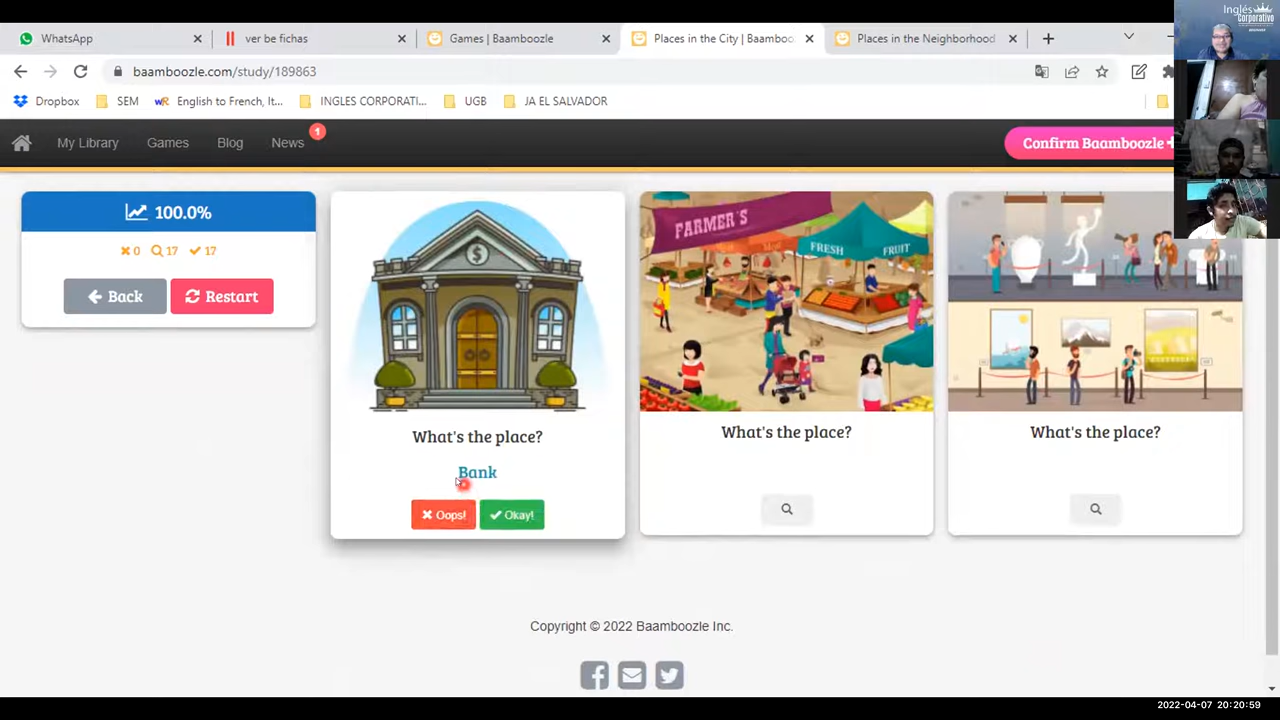 WhatsApp
ver be fichas
Games | Baamboozle
Places in the City | Baamboo
Places in the Neighborhood
baamboozle.com/study/189863
Dropbox
SEM
English to French, It...
INGLES CORPORATI...
UGB
JA EL SALVADOR
My Library
Games
Blog
News
1
Confirm Baamboozle
100.0%
0
17
17
Back
Restart
$
What's the place?
Bank
Oops!
Okay!
FARMER'S
FRESH
FRUIT
What's the place?
What's the place?
Copyright © 2022 Baamboozle Inc.
Inglés
Corporativo
2022-04-07 20:20:59